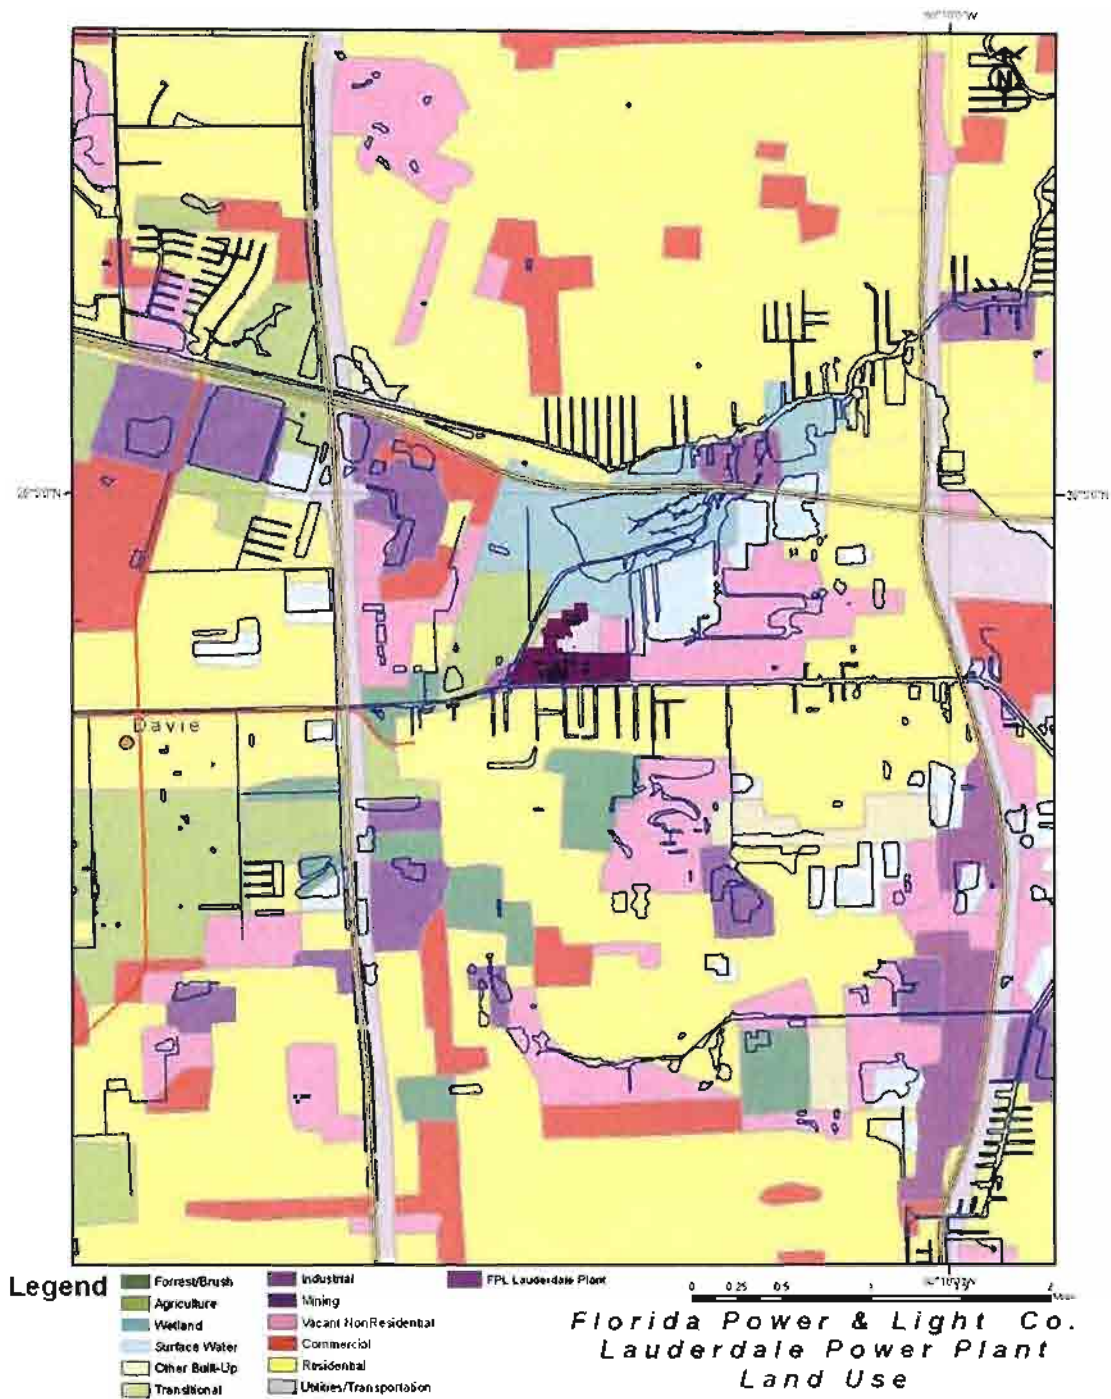 Davie
Legend
Forrest/Brush
Agriculture
Wetland
Surface Water
Other Built-Up
Transitional
Industrial
Mining
Vacant NonResidential
Commercial
Residential
Utilities/Transportation
FPL Lauderdale Plant
0 0.25 0.5 1 2
Florida Power & Light Co.
Lauderdale Power Plant
Land Use
N